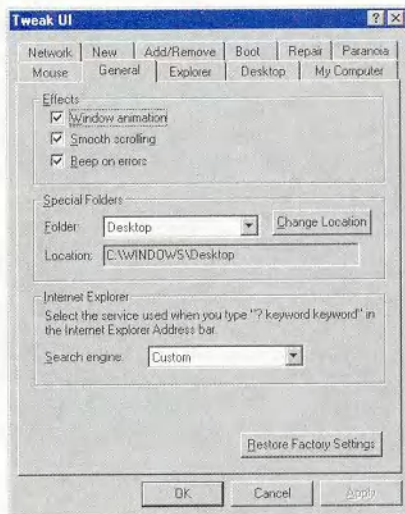 Tweak UI
Network New Add/Remove Boot Repair Paranoia
Mouse General Explorer Desktop My Computer
Effects
Window animation
Smooth scrolling
Beep on errors
Special Folders
Folder: Desktop Change Location
Location: C:\WINDOWS\Desktop
Internet Explorer
Select the service used when you type "? keyword keyword" in
the Internet Explorer Address bar.
Search engine: Custom
Restore Factory Settings
OK Cancel Apply